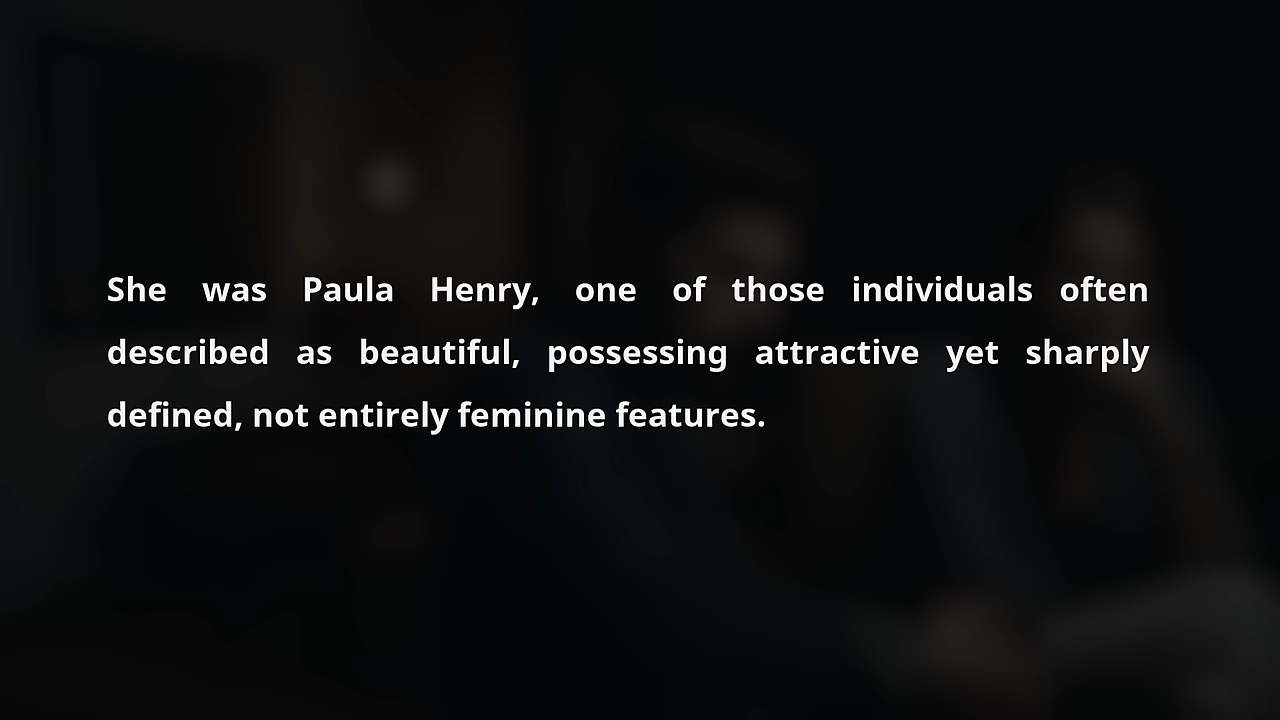 She was Paula Henry, one of those individuals often
described as beautiful, possessing attractive yet sharply
defined, not entirely feminine features.